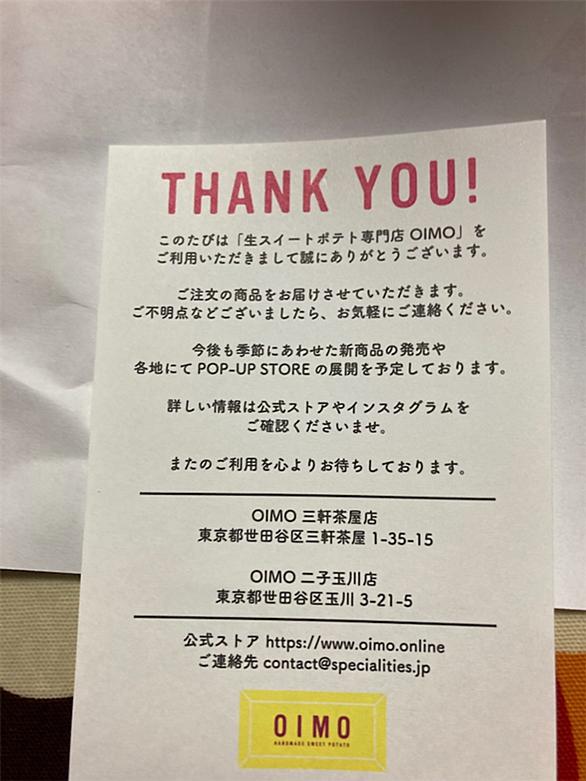 THANK YOU!
このたびは「生スイートポテト専門店 OIMO」を
ご利用いただきまして誠にありがとうございます。
ご注文の商品をお届けさせていただきます。
ご不明点などございましたら、お気軽にご連絡ください。
今後も季節にあわせた新商品の発売や
各地にて POP-UP STORE の展開を予定しております。
詳しい情報は公式ストアやインスタグラムを
ご確認くださいませ。
またのご利用を心よりお待ちしております。
OIMO 三軒茶屋店
東京都世田谷区三軒茶屋 1-35-15
OIMO 二子玉川店
東京都世田谷区玉川 3-21-5
公式ストア https://www.oimo.online
ご連絡先 contact@specialities.jp
OIMO
HANDMADE SWEET POTATO